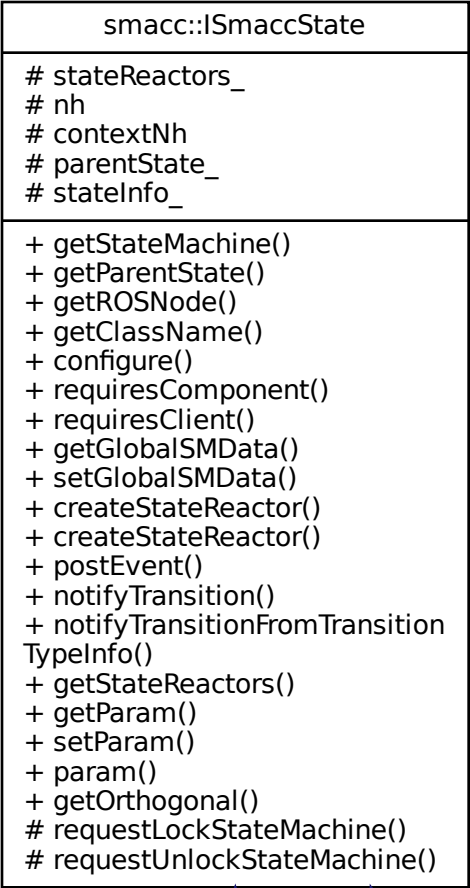 smacc::ISmaccState
# stateReactors_
# nh
# contextNh
# parentState_
# stateInfo_
+ getStateMachine()
+ getParentState()
+ getROSNode()
+ getClassName()
+ configure()
+ requiresComponent()
+ requiresClient()
+ getGlobalSMData()
+ setGlobalSMData()
+ createStateReactor()
+ createStateReactor()
+ postEvent()
+ notifyTransition()
+ notifyTransitionFromTransition
TypeInfo()
+ getStateReactors()
+ getParam()
+ setParam()
+ param()
+ getOrthogonal()
# requestLockStateMachine()
# requestUnlockStateMachine()